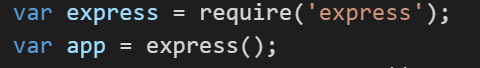 var express = require('express');
var app = express();